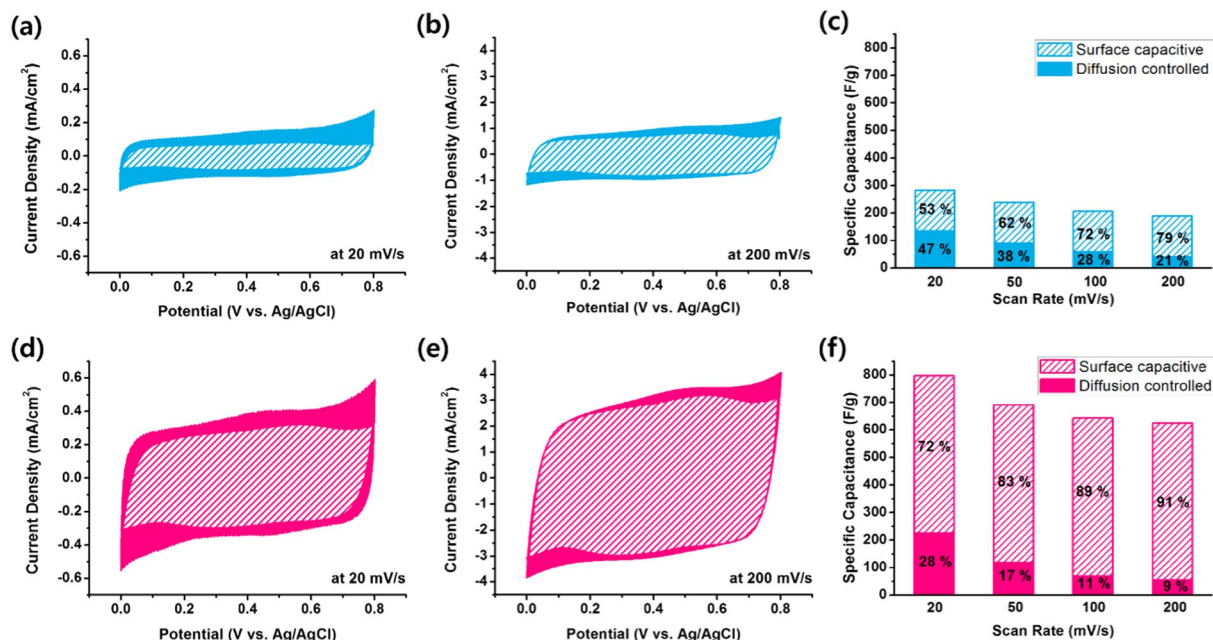 (a)
0.6
0.4
0.2
0.0
-0.2
-0.4
-0.6
Current Density (mA/cm²)
at 20 mV/s
0.0 0.2 0.4 0.6 0.8
Potential (V vs. Ag/AgCl)
(b)
4
3
2
1
0
-1
-2
-3
-4
Current Density (mA/cm²)
at 200 mV/s
0.0 0.2 0.4 0.6 0.8
Potential (V vs. Ag/AgCl)
(c)
Surface capacitive
Diffusion controlled
800
700
600
500
400
300
200
100
0
Specific Capacitance (F/g)
53 % 62 % 72 % 79 %
47 % 38 % 28 % 21 %
20 50 100 200
Scan Rate (mV/s)
(d)
0.6
0.4
0.2
0.0
-0.2
-0.4
-0.6
Current Density (mA/cm²)
at 20 mV/s
0.0 0.2 0.4 0.6 0.8
Potential (V vs. Ag/AgCl)
(e)
4
3
2
1
0
-1
-2
-3
-4
Current Density (mA/cm²)
at 200 mV/s
0.0 0.2 0.4 0.6 0.8
Potential (V vs. Ag/AgCl)
(f)
Surface capacitive
Diffusion controlled
800
700
600
500
400
300
200
100
0
Specific Capacitance (F/g)
72 % 83 % 89 % 91 %
28 % 17 % 11 % 9 %
20 50 100 200
Scan Rate (mV/s)